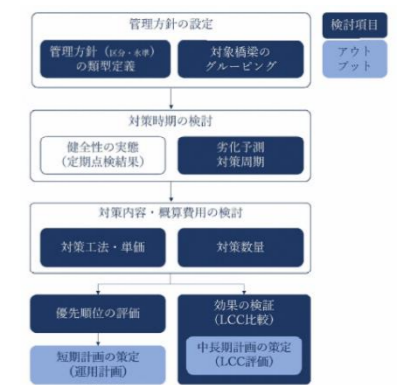 管理方針の設定
管理方針(区分・水準)
の類型定義
対象橋梁の
グルーピング
検討項目
アウト
プット
対策時期の検討
健全性の実態
(定期点検結果)
劣化予測
対策周期
対策内容・概算費用の検討
対策工法・単価
対策数量
優先順位の評価
短期計画の策定
(運用計画)
効果の検証
(LCC比較)
中長期計画の策定
(LCC評価)